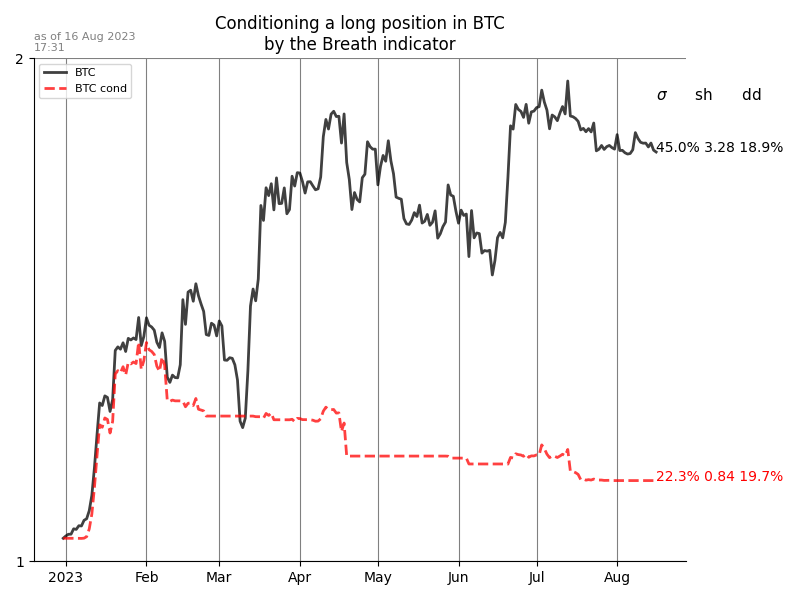 Conditioning a long position in BTC
by the Breath indicator
as of 16 Aug 2023
17:31
2
BTC
BTC cond
σ sh dd
45.0% 3.28 18.9%
22.3% 0.84 19.7%
1
2023 Feb Mar Apr May Jun Jul Aug